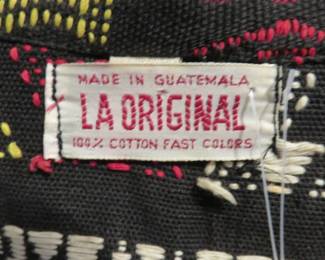 MADE IN GUATEMALA
LA ORIGINAL
100% COTTON FAST COLORS